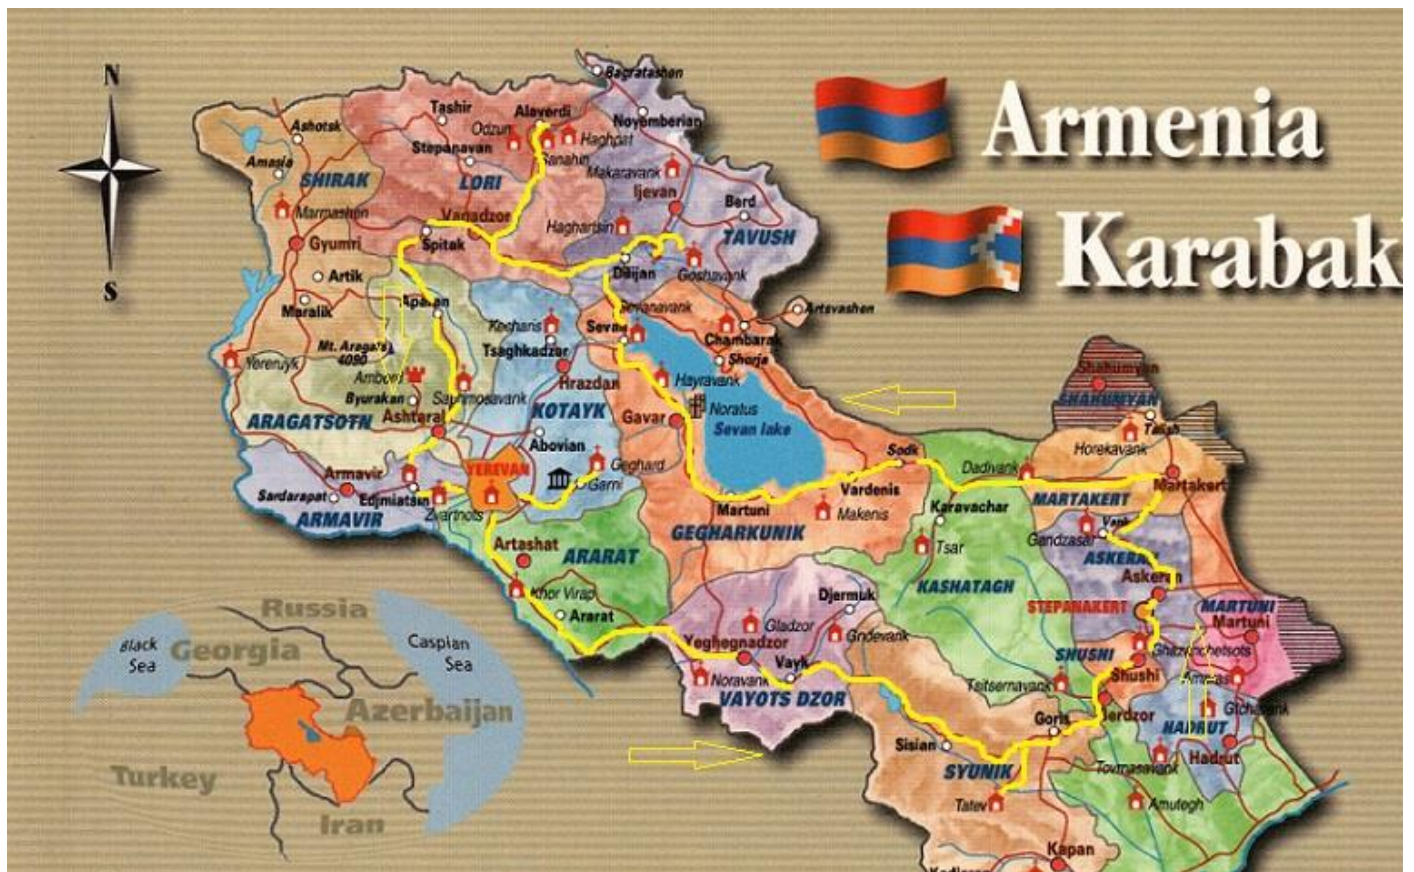 N
S
Armenia
Karabak
Bagratashen
Tashir
Alaverdi
Noyemberian
Ashotsk
Odzun
Haghpat
Stepanavan
Sanahin
Amasia
Makaravank
SHIRAK
LORI
Ijevan
Berd
Marmashen
Vanadzor
Haghartsin
TAVUSH
Gyumri
Spitak
Dilijan
Goshavank
Artik
Maralik
Aparan
Sevanavank
Artsvashen
Kecharis
Sevan
Chambarak
Mt. Aragats
4090
Tsaghkadzor
Shorja
Yereruyk
Amberd
Hrazdan
Hayravank
Shahumyan
Byurakan
Saghmosavank
SHAHUMYAN
ARAGATSOTN
Ashtarak
KOTAYK
Gavar
Noratus
Talish
Sevan lake
Abovian
Horekavank
Sodk
Armavir
YEREVAN
Geghard
Dadivank
Sardarapat
Edjmiatsin
Garni
Vardenis
MARTAKERT
Martakert
ARMAVIR
Zvartnots
Martuni
Makenis
Karavachar
Vank
GEGHARKUNIK
Gandzasar
Artashat
ARARAT
Tsar
ASKERAN
Askeran
Khor Virap
KASHATAGH
Djermuk
STEPANAKERT
MARTUNI
Ararat
Gladzor
Martuni
Yeghegnadzor
Gndevank
SHUSHI
Ghazanchetsots
Vayk
Shushi
Noravank
Tsitsernavank
Amaras
VAYOTS DZOR
Berdzor
Gtchavank
Goris
HADRUT
Sisian
Hadrut
SYUNIK
Tovmasavank
Tatev
Amutegh
Kapan
Russia
Black
Sea
Georgia
Caspian
Sea
Azerbaijan
Turkey
Iran